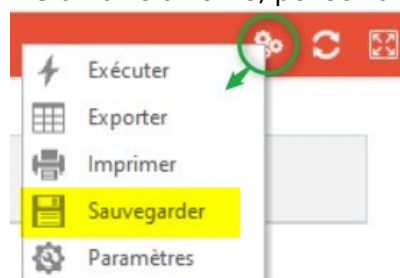 Exécuter
Exporter
Imprimer
Sauvegarder
Paramètres